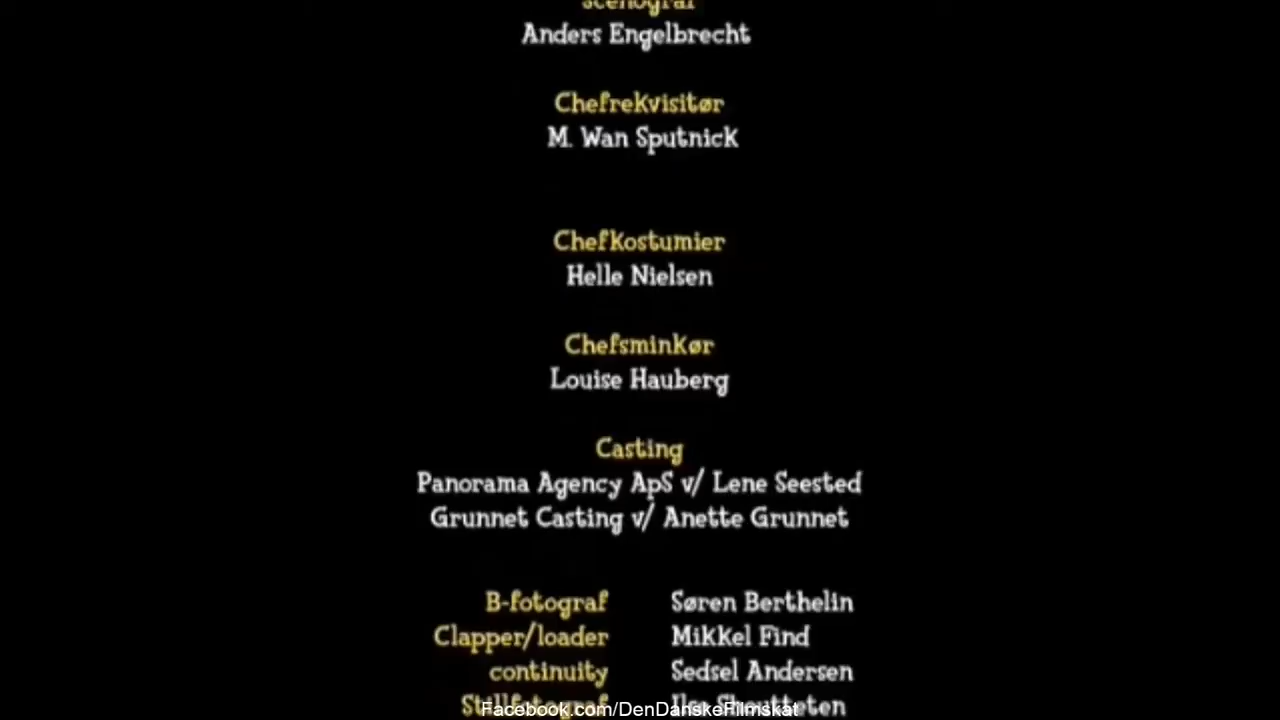 scenograf
Anders Engelbrecht
Chefrekvisitør
M. Wan Sputnick
Chefkostumier
Helle Nielsen
Chefsminkør
Louise Hauberg
Casting
Panorama Agency ApS v/ Lene Seested
Grunnet Casting v/ Anette Grunnet
B-fotograf Søren Berthelin
Clapper/loader Mikkel Find
continuity Sedsel Andersen
Stillfotograf
Facebook.com/DenDanskeFilmskat